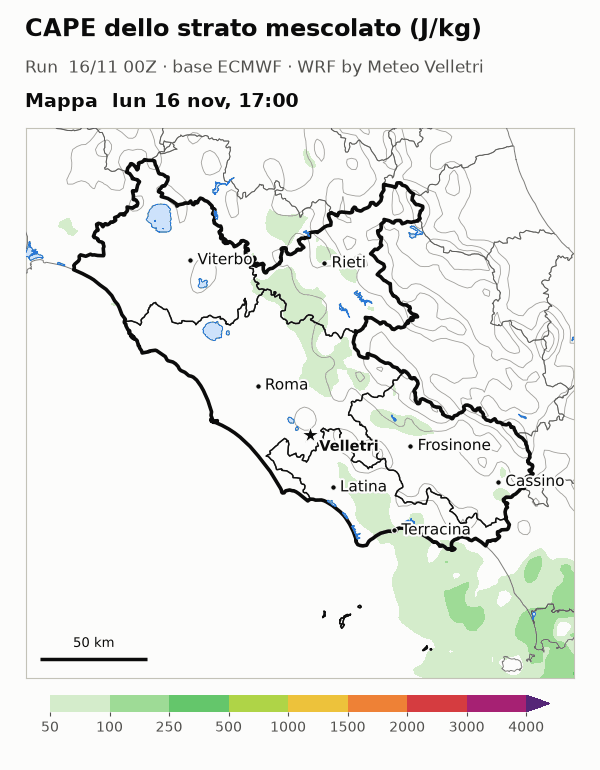 CAPE dello strato mescolato (J/kg)
Run  16/11 00Z · base ECMWF · WRF by Meteo Velletri
Mappa  lun 16 nov, 17:00
Viterbo
Rieti
Roma
Velletri
Frosinone
Latina
Cassino
Terracina
50 km
50 100 250 500 1000 1500 2000 3000 4000